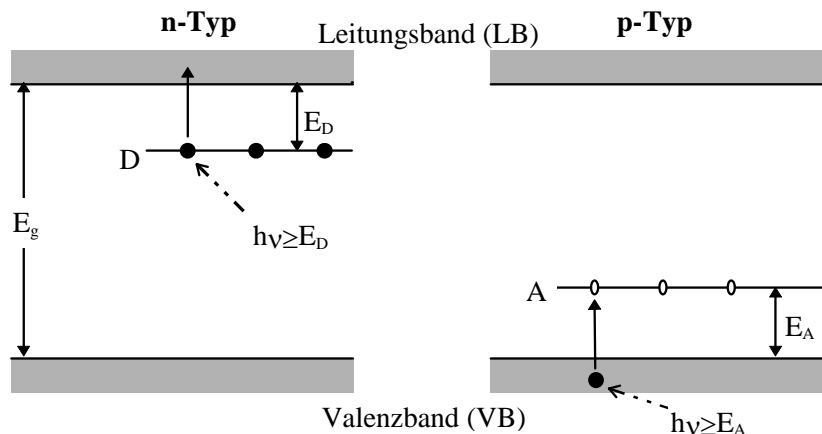 n-Typ
Leitungsband (LB)
p-Typ
E_D
D
E_g
hν≥E_D
A
E_A
Valenzband (VB)
hν≥E_A